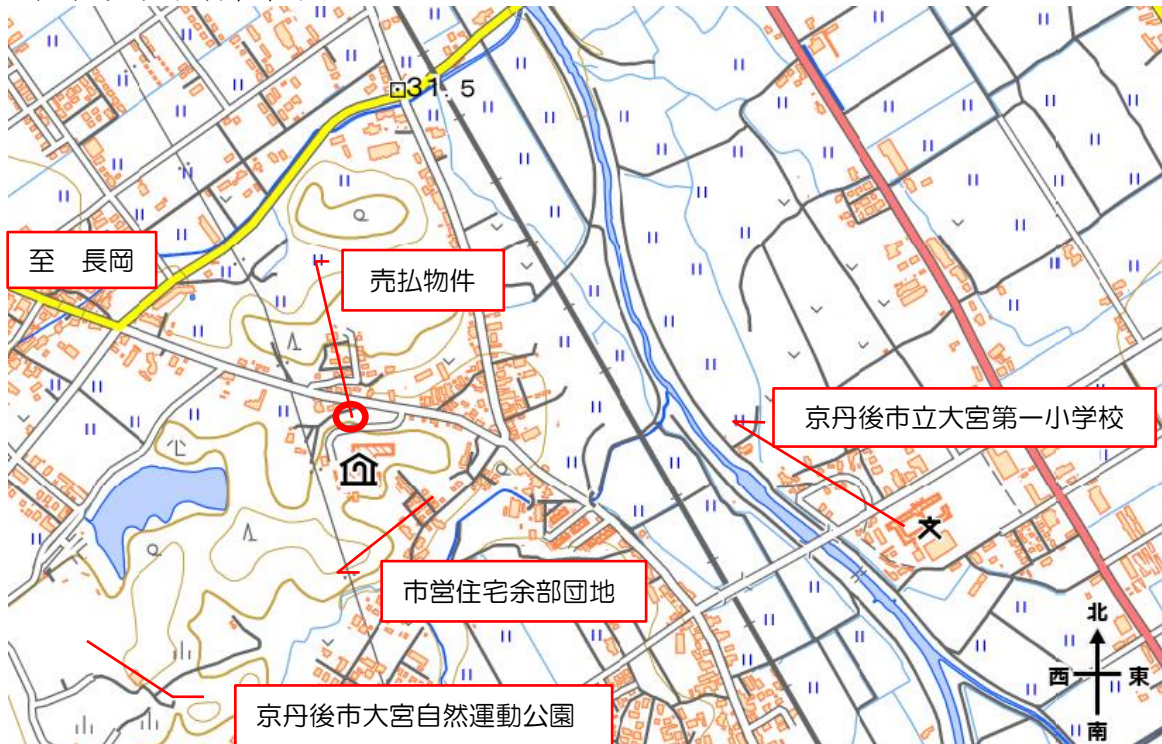 31.5
至 長岡
売払物件
京丹後市立大宮第一小学校
文
市営住宅余部団地
京丹後市大宮自然運動公園
北
西 東
南